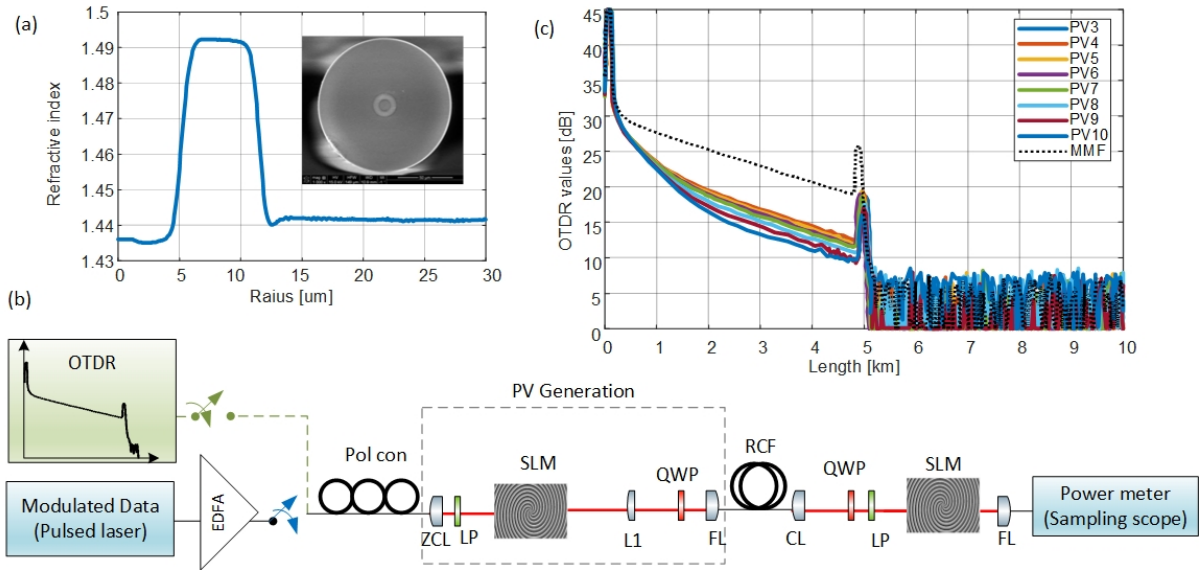 (a)
1.5
1.49
1.48
1.47
1.46
1.45
1.44
1.43
Refractive index
0 5 10 15 20 25 30
Raius [um]
(c)
45
40
35
30
25
20
15
10
5
0
OTDR values [dB]
0 1 2 3 4 5 6 7 8 9 10
Length [km]
PV3
PV4
PV5
PV6
PV7
PV8
PV9
PV10
MMF
(b)
OTDR
Modulated Data
(Pulsed laser)
EDFA
Pol con
ZCL
LP
PV Generation
SLM
L1
QWP
FL
RCF
CL
QWP
LP
SLM
FL
Power meter
(Sampling scope)